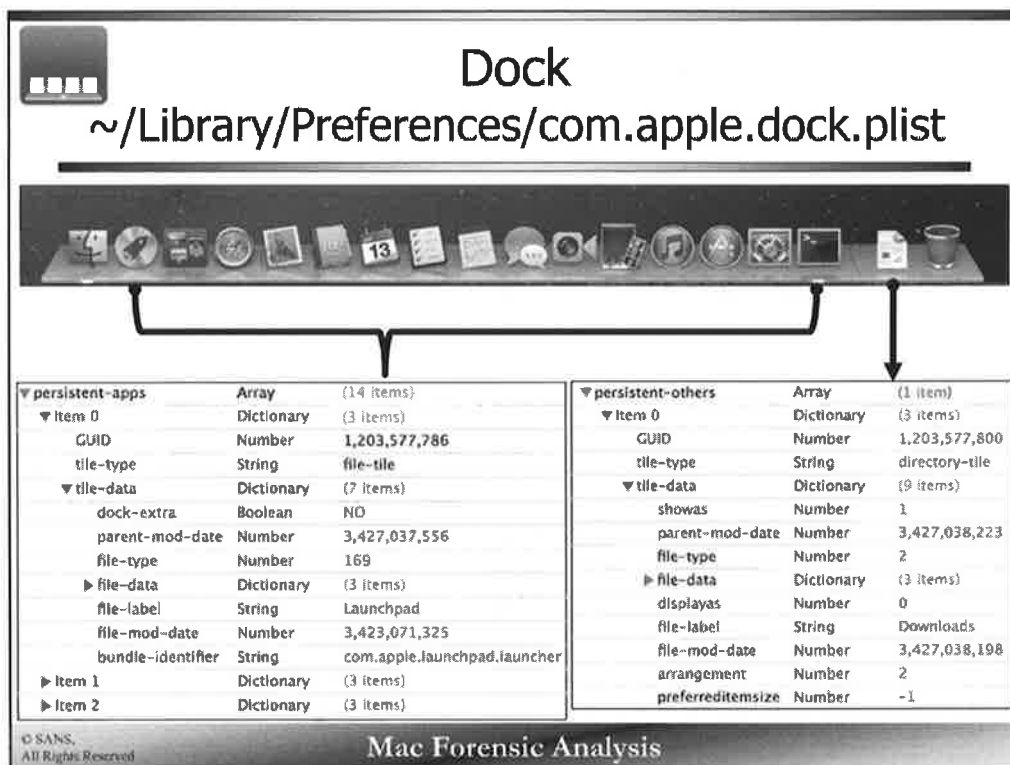 Dock
~/Library/Preferences/com.apple.dock.plist
13
persistent-apps Array (14 items)
Item 0 Dictionary (3 items)
GUID Number 1,203,577,786
tile-type String file-tile
tile-data Dictionary (7 items)
dock-extra Boolean NO
parent-mod-date Number 3,427,037,556
file-type Number 169
file-data Dictionary (3 items)
file-label String Launchpad
file-mod-date Number 3,423,071,325
bundle-identifier String com.apple.launchpad.launcher
Item 1 Dictionary (3 items)
Item 2 Dictionary (3 items)
persistent-others Array (1 item)
Item 0 Dictionary (3 items)
GUID Number 1,203,577,800
tile-type String directory-tile
tile-data Dictionary (9 items)
showas Number 1
parent-mod-date Number 3,427,038,223
file-type Number 2
file-data Dictionary (3 items)
displayas Number 0
file-label String Downloads
file-mod-date Number 3,427,038,198
arrangement Number 2
preferreditemsize Number -1
© SANS,
All Rights Reserved
Mac Forensic Analysis